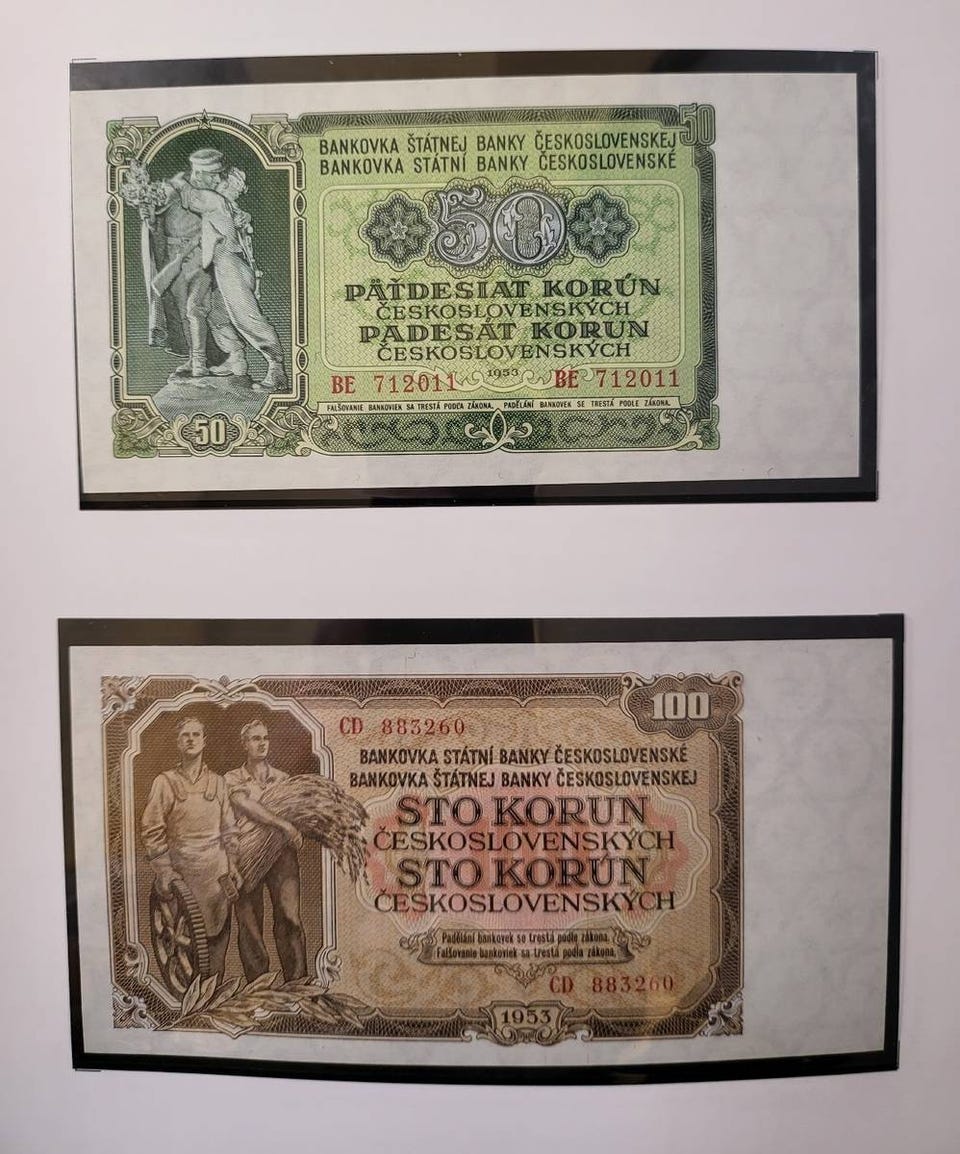 50
BANKOVKA ŠTÁTNEJ BANKY ČESKOSLOVENSKEJ
BANKOVKA STÁTNÍ BANKY ČESKOSLOVENSKÉ
50
PÄŤDESIAT KORÚN
ČESKOSLOVENSKÝCH
PADESÁT KORUN
ČESKOSLOVENSKÝCH
1953
BE 712011 BE 712011
FALŠOVANIE BANKOVIEK SA TRESTÁ PODĽA ZÁKONA. PADĚLÁNÍ BANKOVEK SE TRESTÁ PODLE ZÁKONA.
50
100
CD 883260
BANKOVKA STÁTNÍ BANKY ČESKOSLOVENSKÉ
BANKOVKA ŠTÁTNEJ BANKY ČESKOSLOVENSKEJ
STO KORUN
ČESKOSLOVENSKÝCH
STO KORÚN
ČESKOSLOVENSKÝCH
Padělání bankovek se trestá podle zákona.
Falšovanie bankoviek sa trestá podľa zákona.
CD 883260
1953